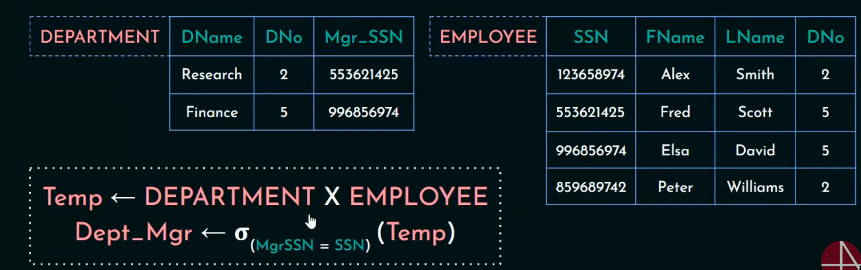 DEPARTMENT DName DNo Mgr_SSN
Research 2 553621425
Finance 5 996856974
EMPLOYEE SSN FName LName DNo
123658974 Alex Smith 2
553621425 Fred Scott 5
996856974 Elsa David 5
859689742 Peter Williams 2
Temp ← DEPARTMENT X EMPLOYEE
Dept_Mgr ← σ(MgrSSN = SSN) (Temp)